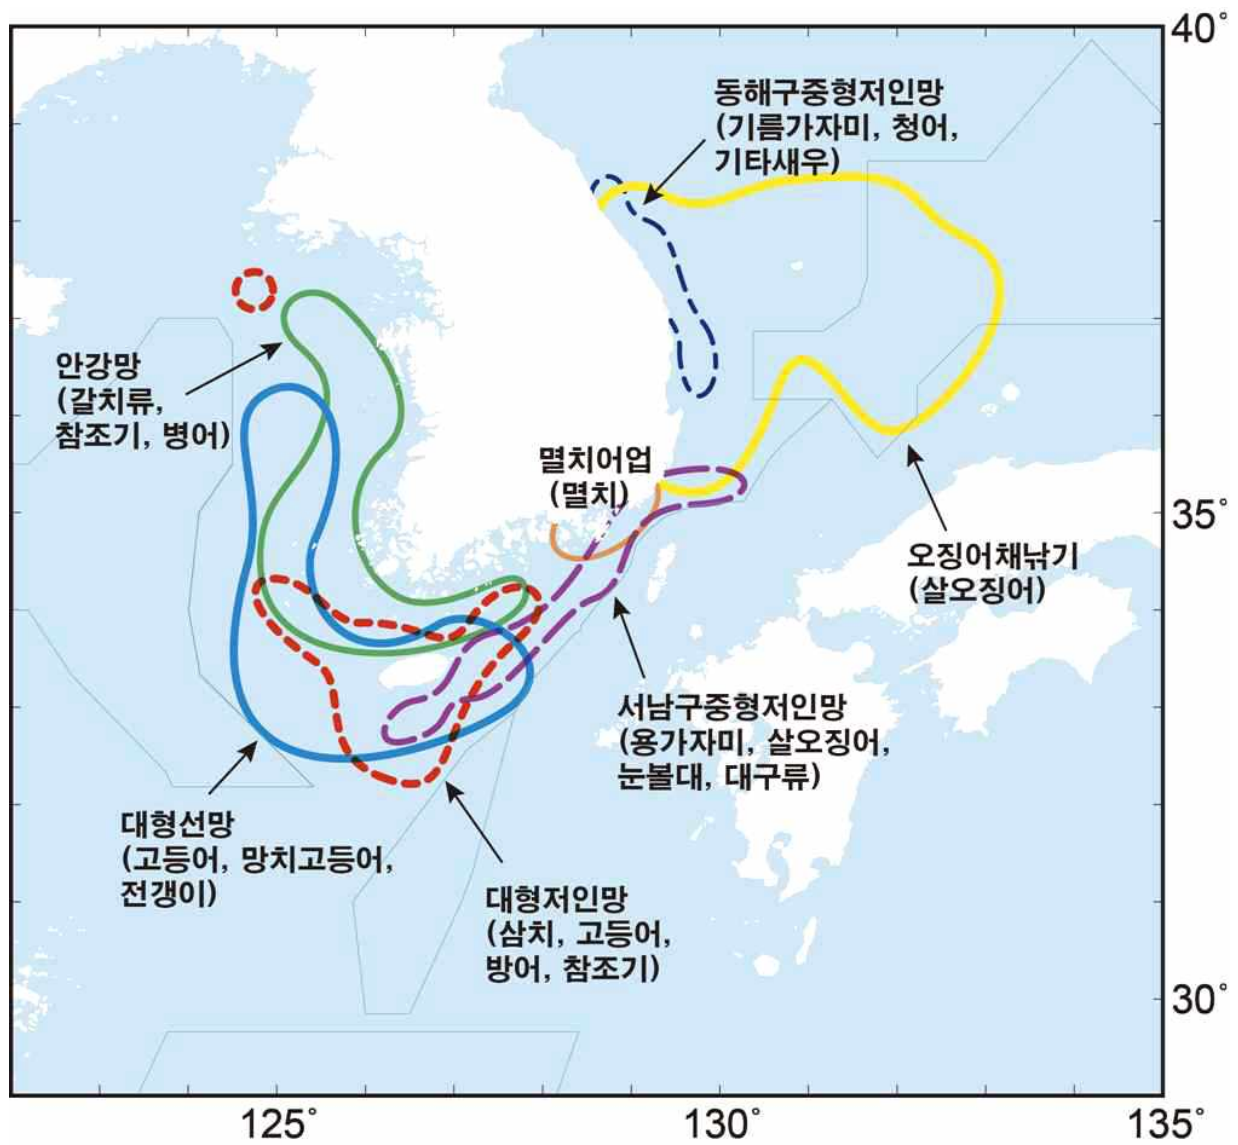 40°
동해구중형저인망
(기름가자미, 청어,
기타새우)
안강망
(갈치류,
참조기, 병어)
멸치어업
(멸치)
35°
오징어채낚기
(살오징어)
서남구중형저인망
(용가자미, 살오징어,
눈볼대, 대구류)
대형선망
(고등어, 망치고등어,
전갱이)
대형저인망
(삼치, 고등어,
방어, 참조기)
30°
125°
130°
135°